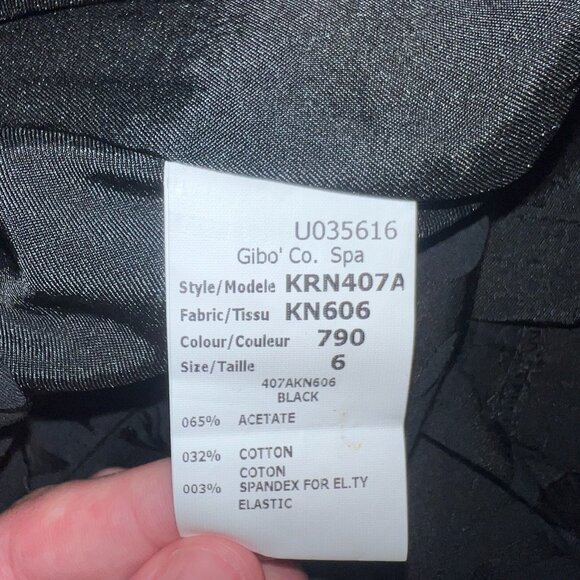 U035616
Gibo' Co. Spa
Style/Modele KRN407A
Fabric/Tissu KN606
Colour/Couleur 790
Size/Taille 6
407AKN606
BLACK
065% ACETATE
032% COTTON
COTON
003% SPANDEX FOR EL.TY
ELASTIC